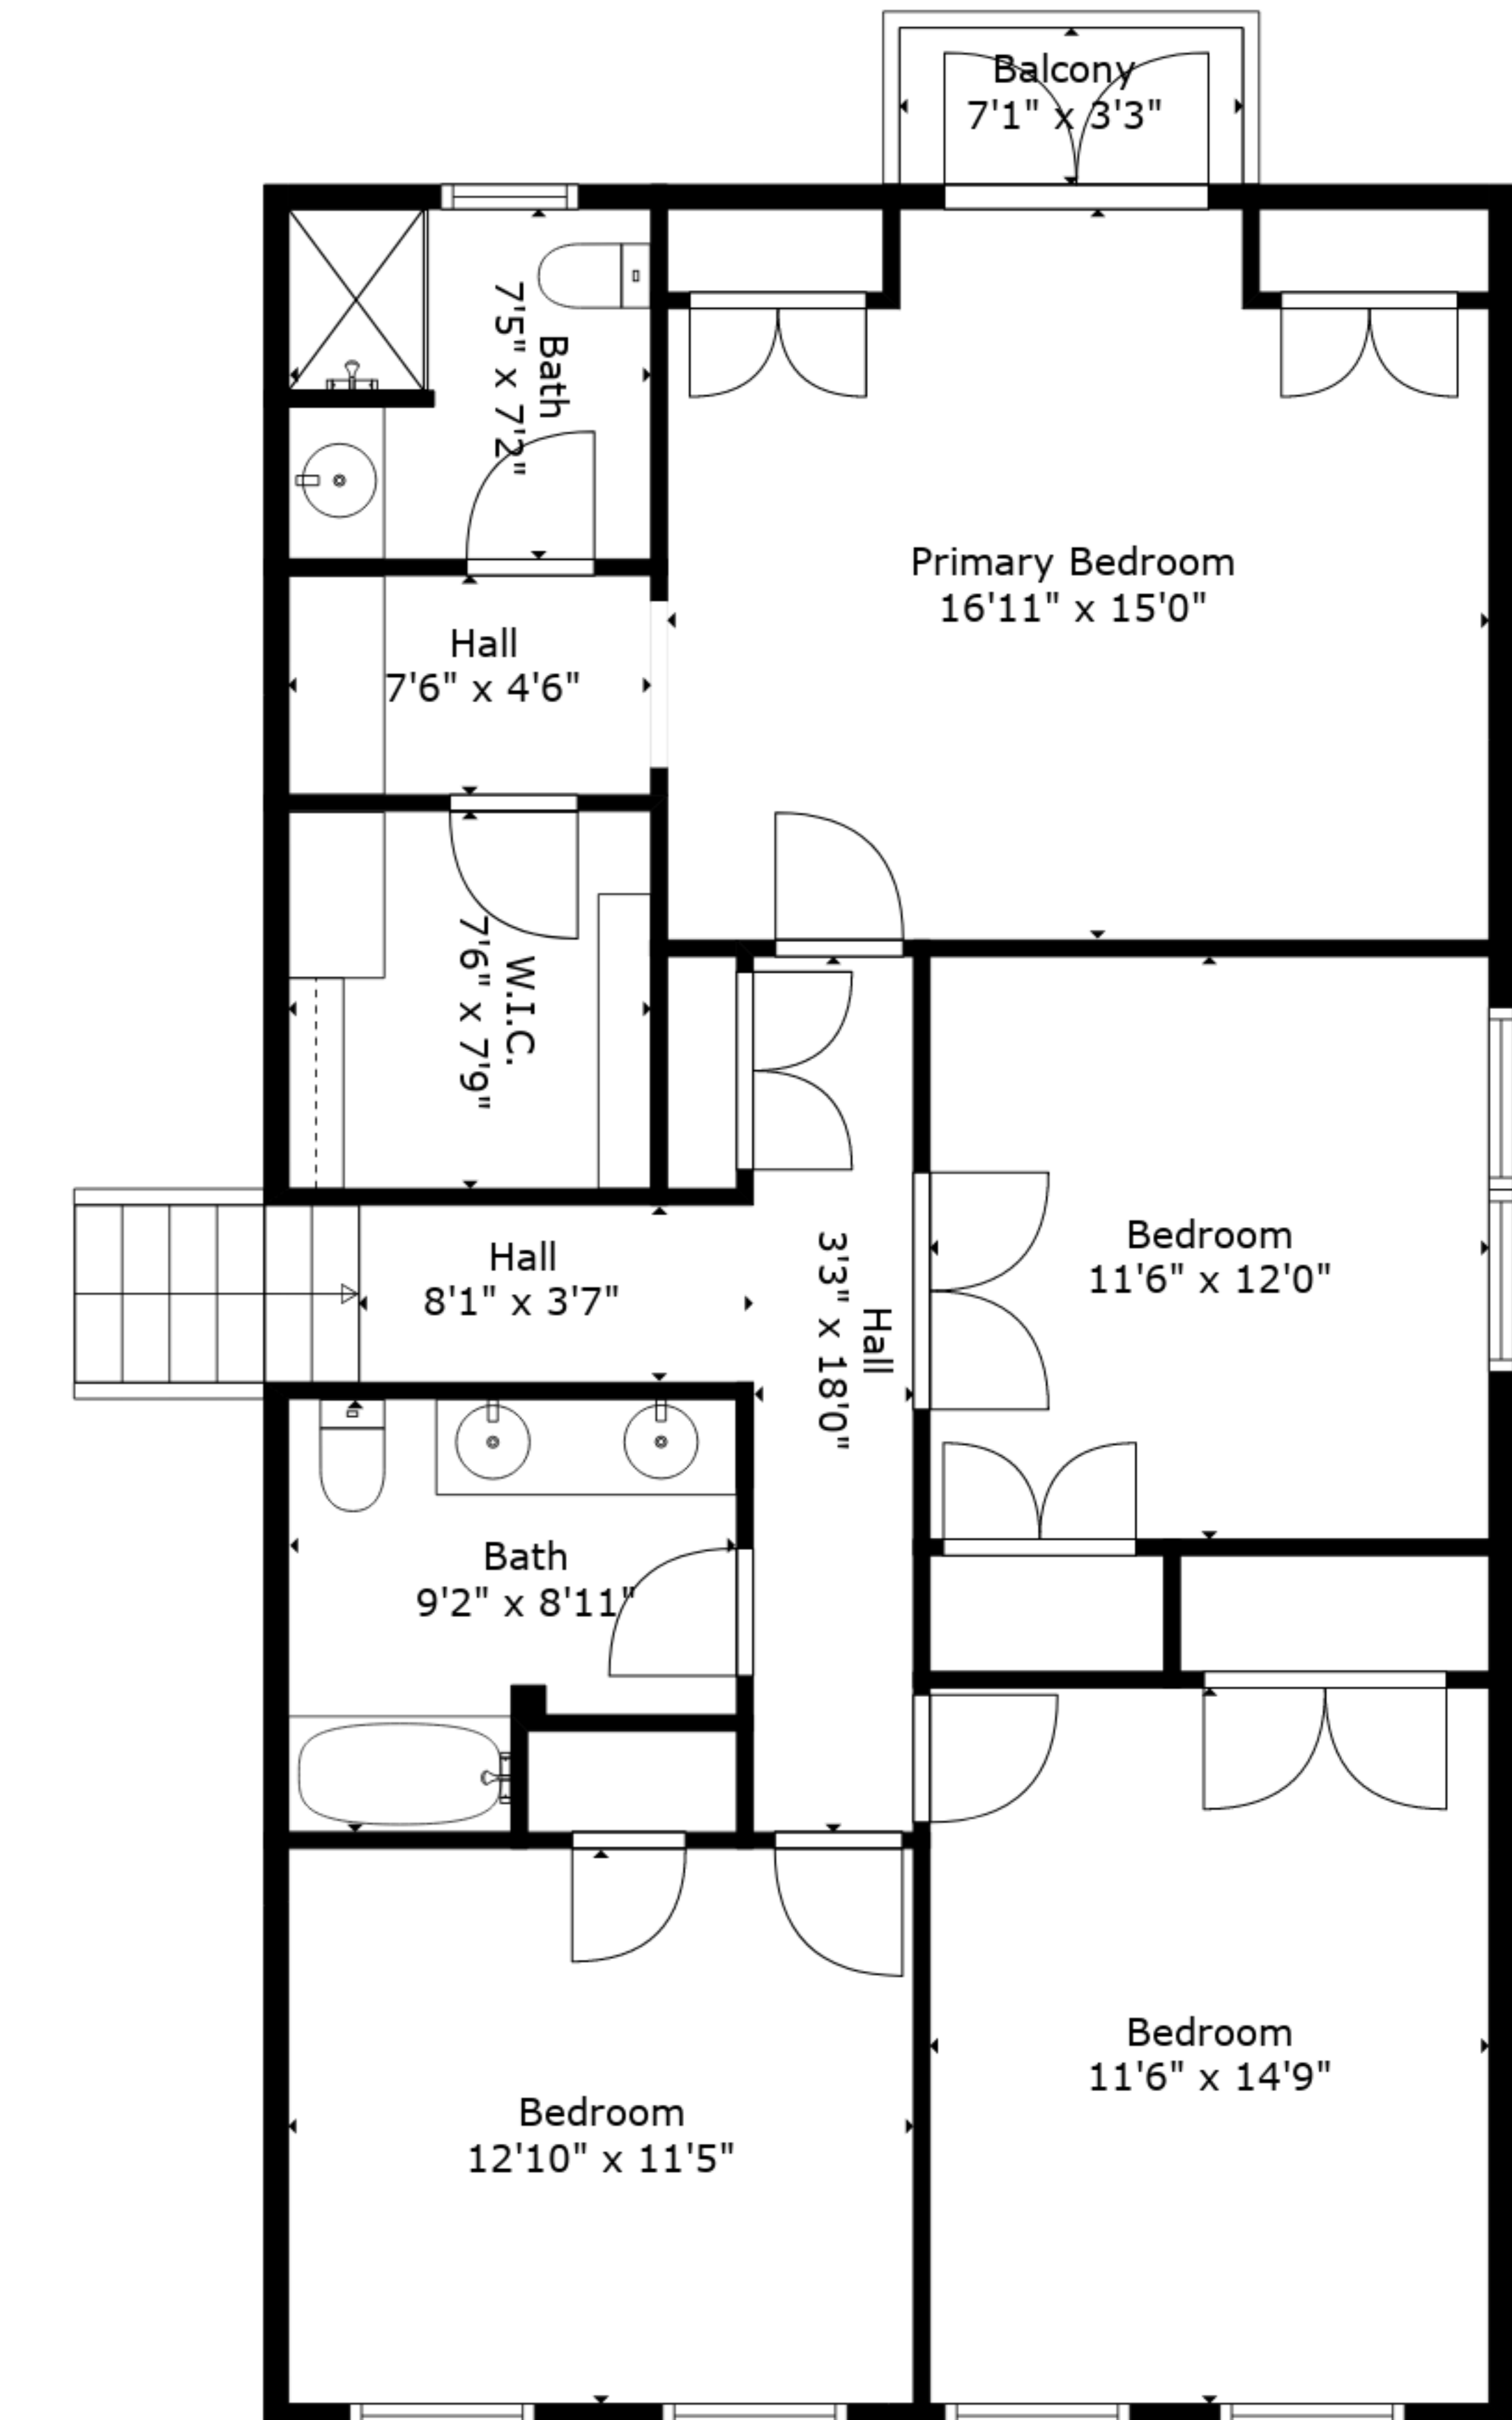 Balcony
7'1" x 3'3"
Bath
7'5" x 7'2"
Primary Bedroom
16'11" x 15'0"
Hall
7'6" x 4'6"
W.I.C.
7'6" x 7'9"
Hall
8'1" x 3'7"
Hall
3'3" x 18'0"
Bedroom
11'6" x 12'0"
Bath
9'2" x 8'11"
Bedroom
11'6" x 14'9"
Bedroom
12'10" x 11'5"